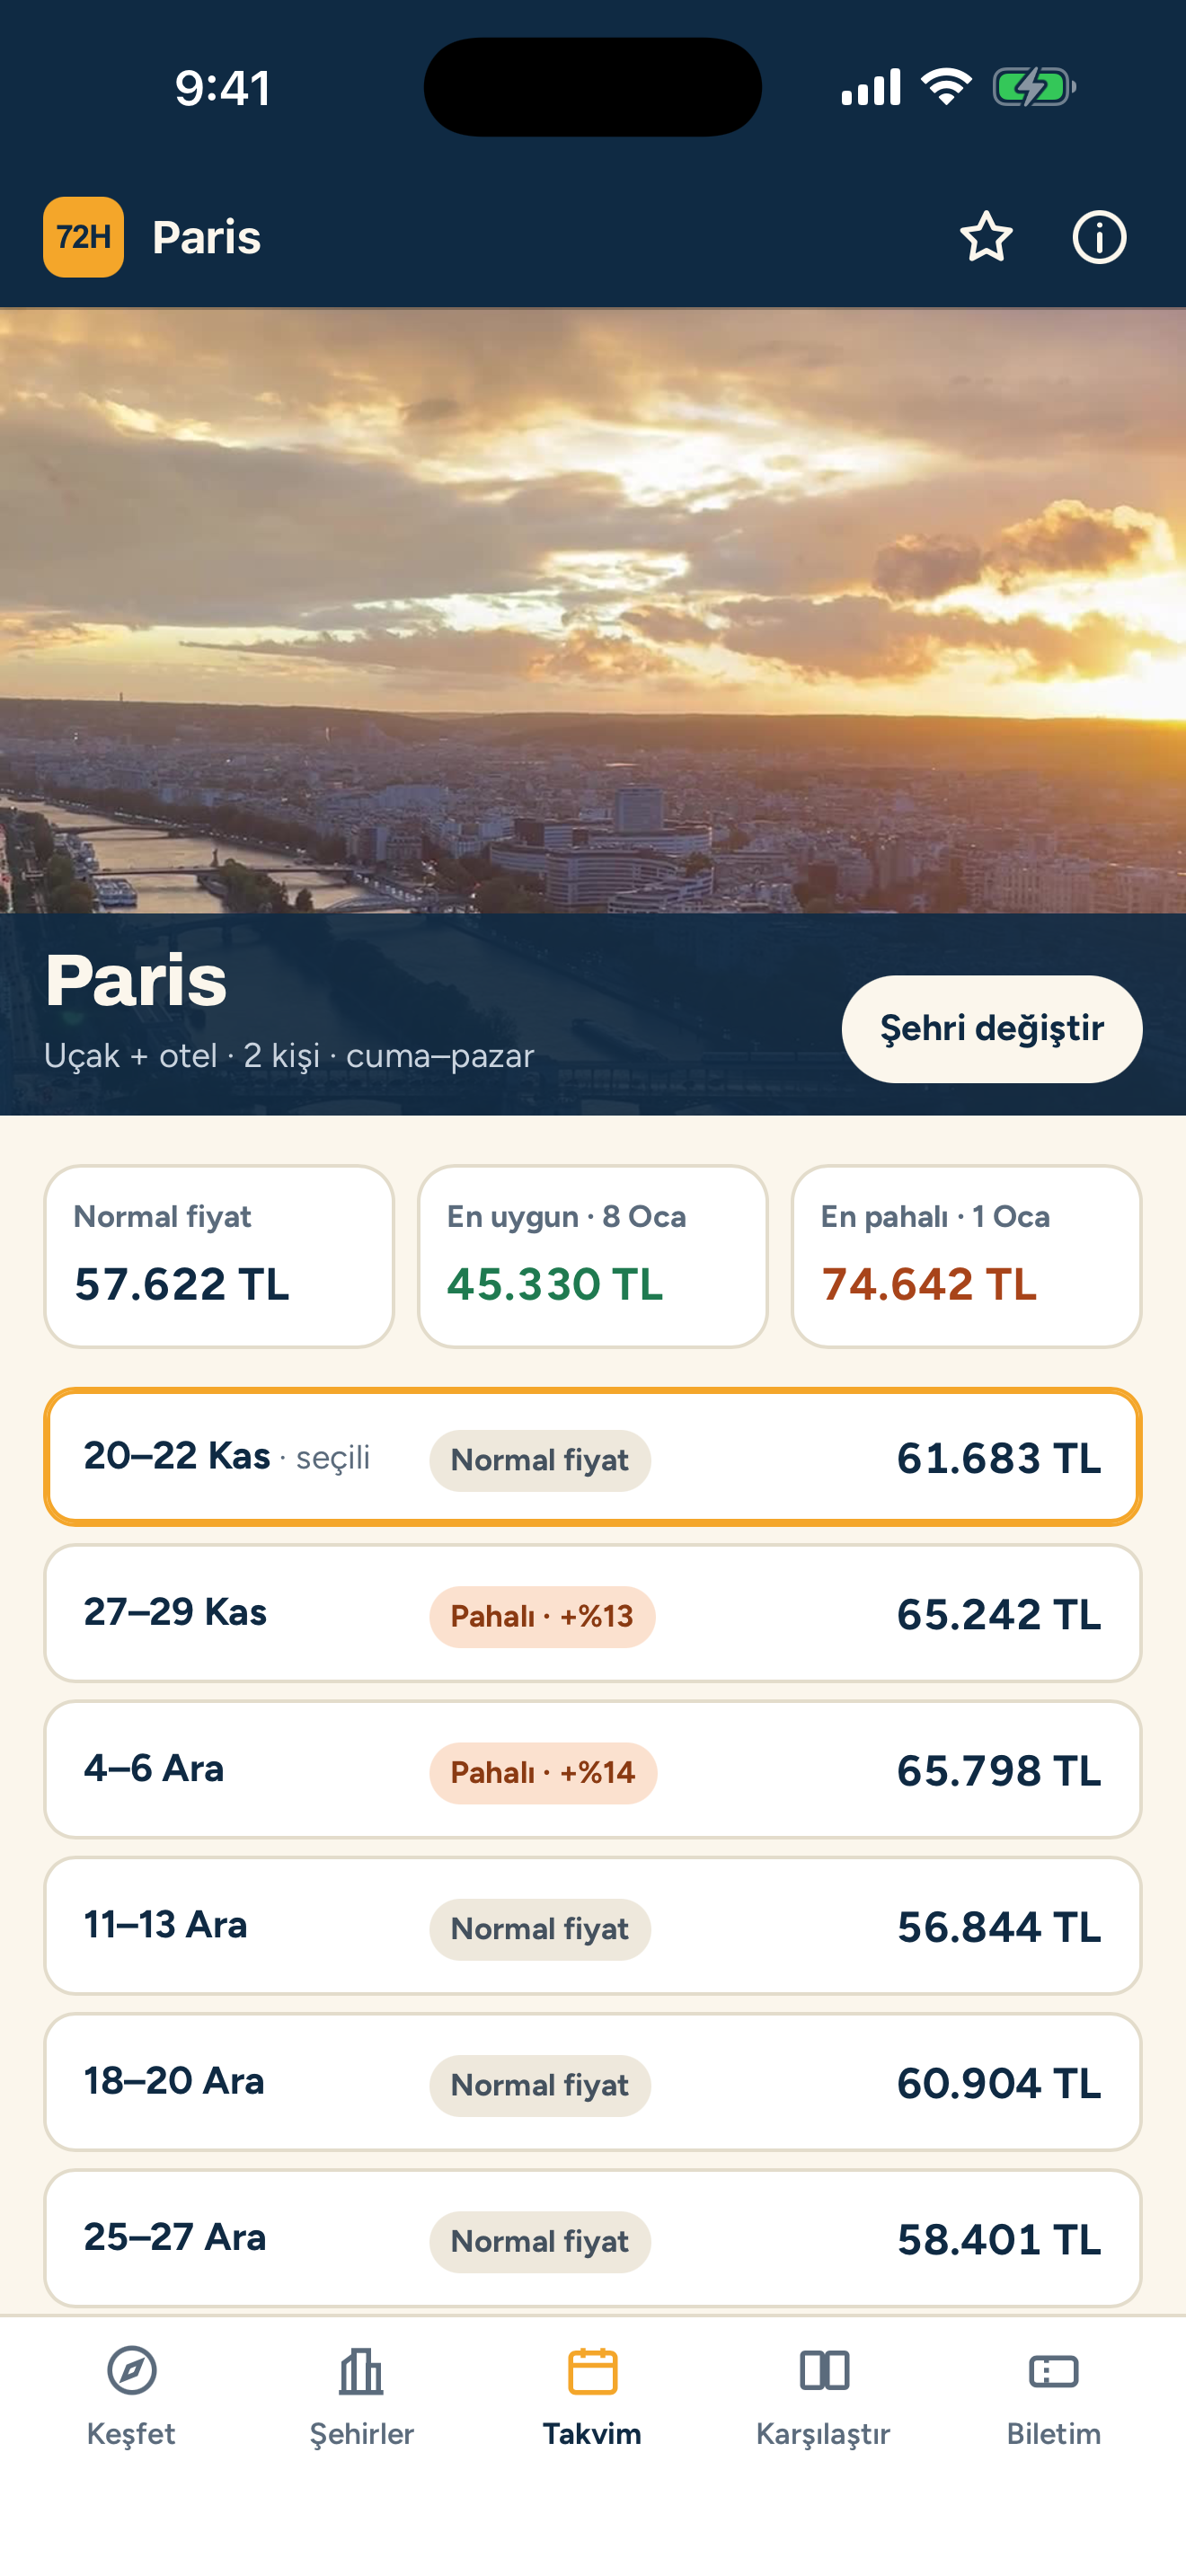 9:41
72H Paris
Paris
Uçak + otel · 2 kişi · cuma–pazar
Şehri değiştir
Normal fiyat
57.622 TL
En uygun · 8 Oca
45.330 TL
En pahalı · 1 Oca
74.642 TL
20–22 Kas · seçili Normal fiyat 61.683 TL
27–29 Kas Pahalı · +%13 65.242 TL
4–6 Ara Pahalı · +%14 65.798 TL
11–13 Ara Normal fiyat 56.844 TL
18–20 Ara Normal fiyat 60.904 TL
25–27 Ara Normal fiyat 58.401 TL
Keşfet Şehirler Takvim Karşılaştır Biletim